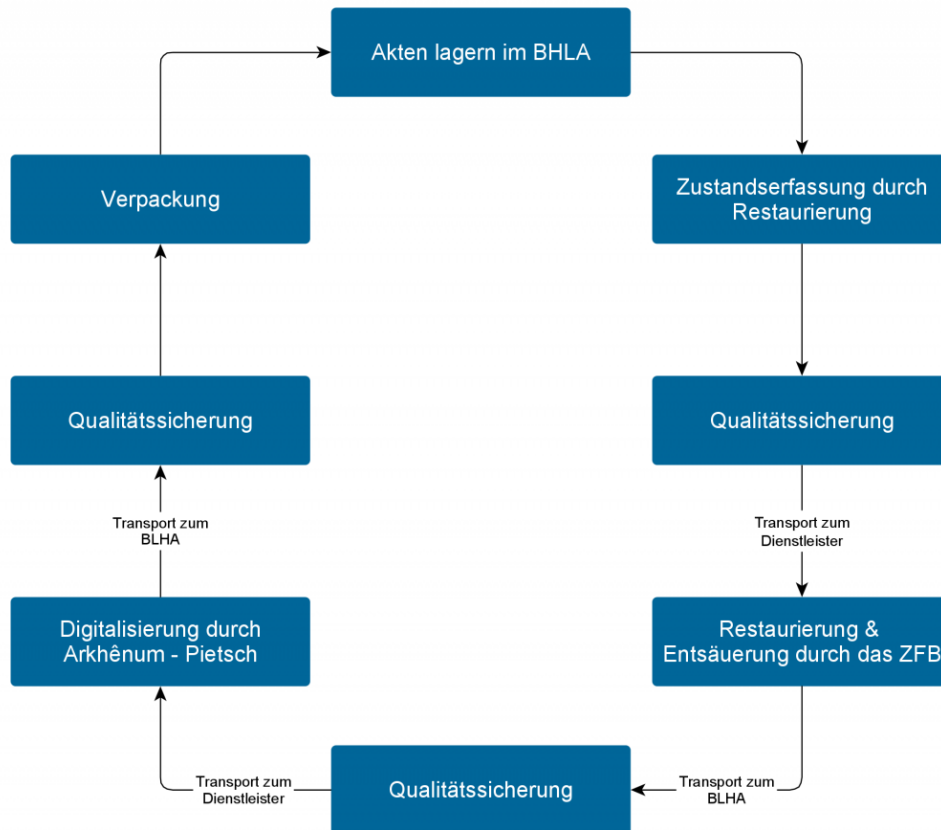 Akten lagern im BHLA
Zustandserfassung durch
Restaurierung
Qualitätssicherung
Transport zum
Dienstleister
Restaurierung &
Entsäuerung durch das ZFB
Transport zum
BLHA
Qualitätssicherung
Transport zum
Dienstleister
Digitalisierung durch
Arkhênum - Pietsch
Transport zum
BLHA
Qualitätssicherung
Verpackung